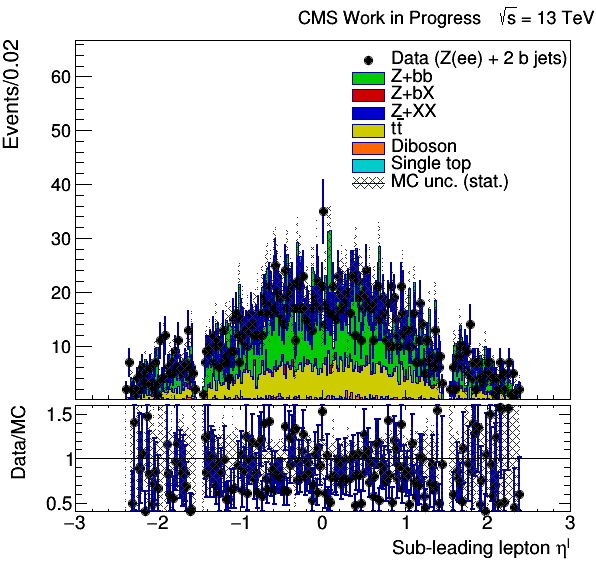 CMS Work in Progress √s = 13 TeV
Events/0.02
60
50
40
30
20
10
Data (Z(ee) + 2 b jets)
Z+bb
Z+bX
Z+XX
tt̄
Diboson
Single top
MC unc. (stat.)
Data/MC
1.5
1
0.5
−3 −2 −1 0 1 2 3
Sub-leading lepton ηˡ